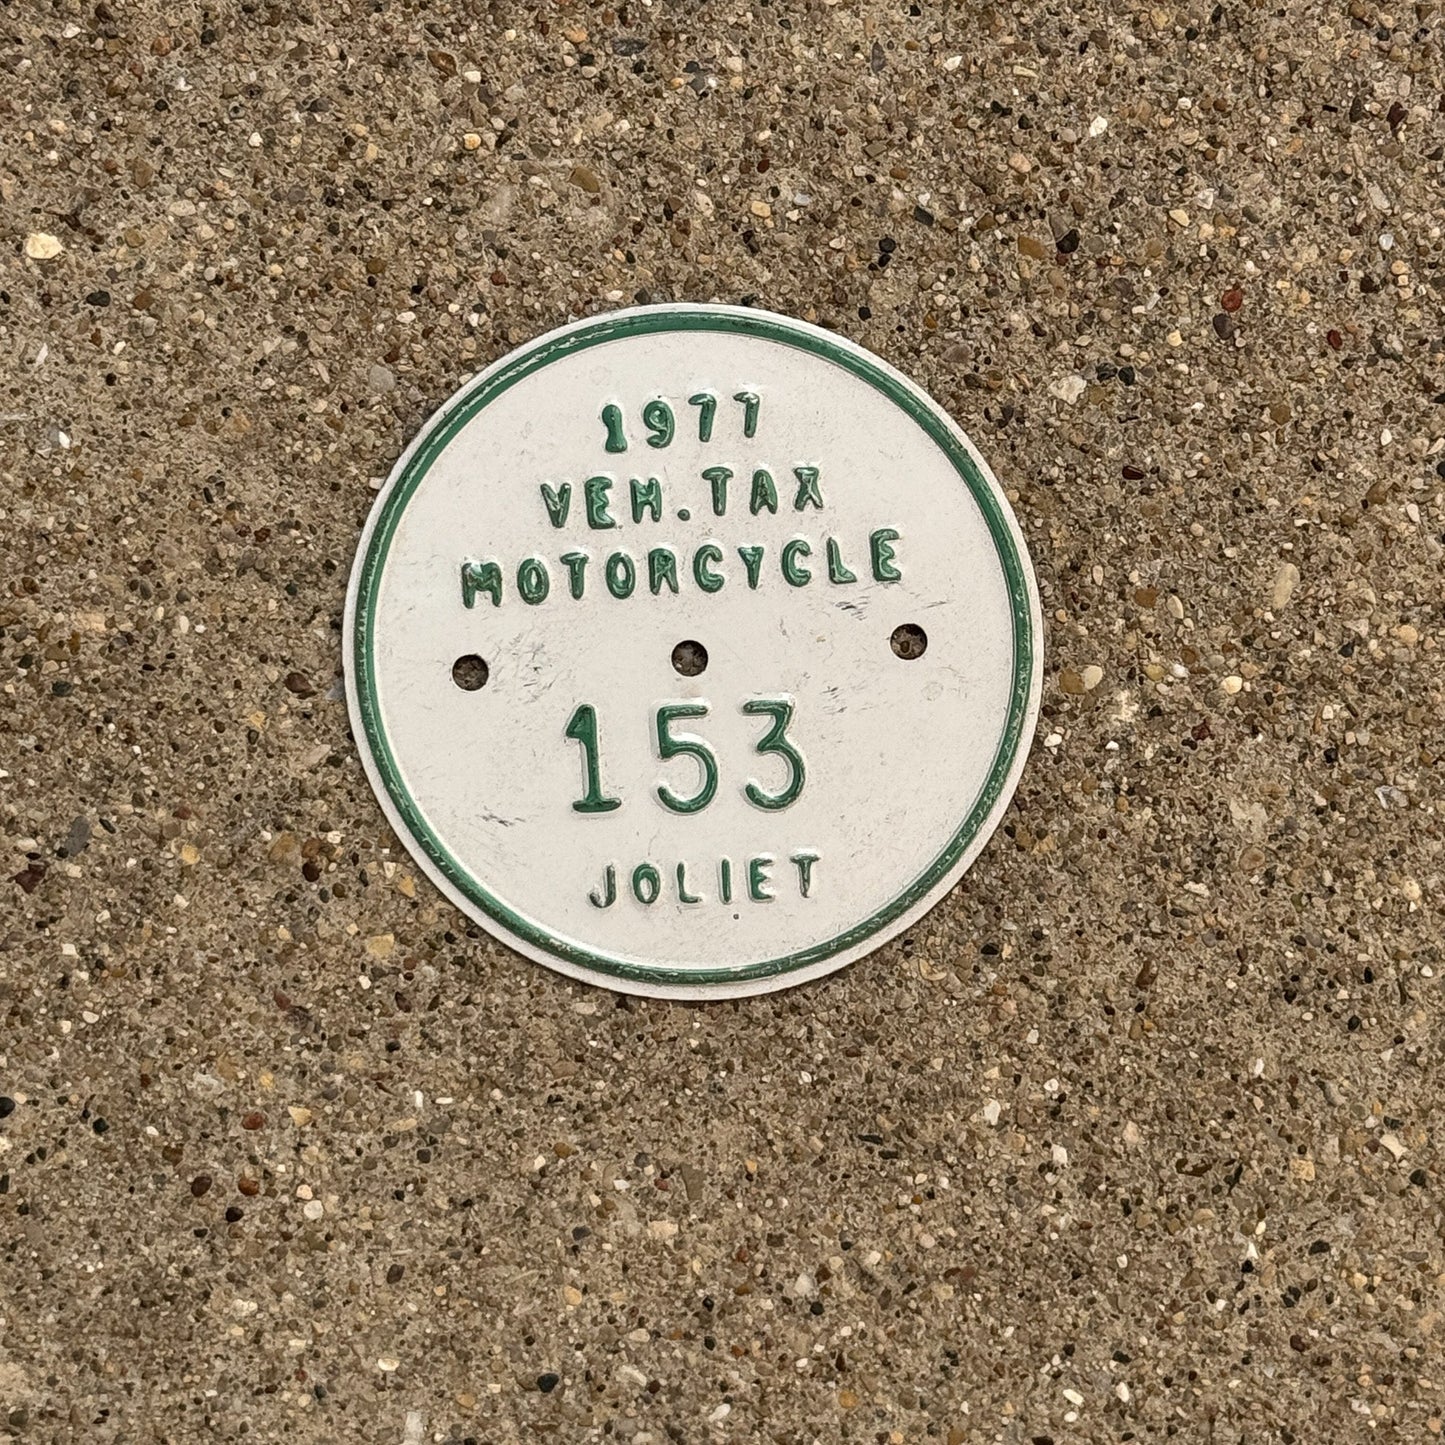 1977
VEH. TAX
MOTORCYCLE
153
JOLIET